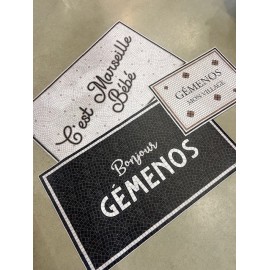 C'est Marseille
Bébé
GÉMENOS
MON VILLAGE
Bonjour
GÉMENOS